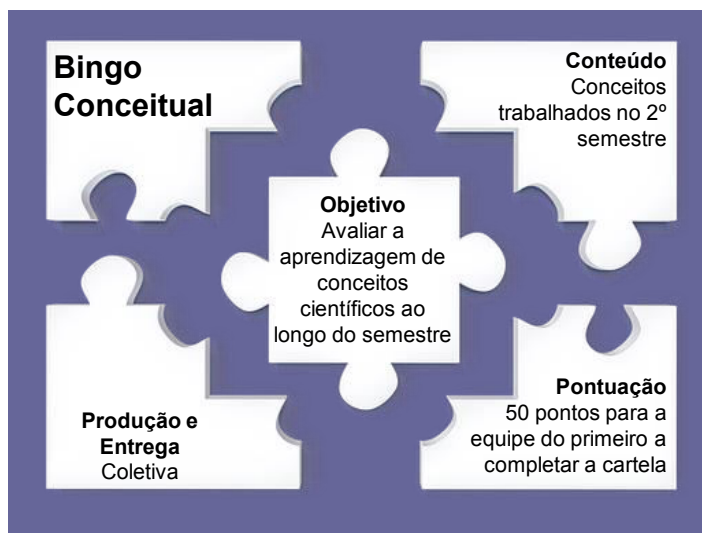 Bingo
Conceitual
Conteúdo
Conceitos
trabalhados no 2º
semestre
Objetivo
Avaliar a
aprendizagem de
conceitos
científicos ao
longo do semestre
Produção e
Entrega
Coletiva
Pontuação
50 pontos para a
equipe do primeiro a
completar a cartela